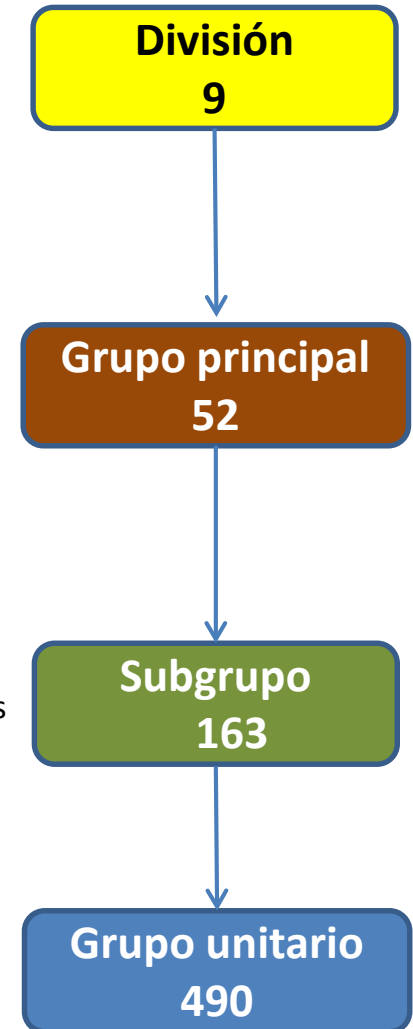 División
9
Grupo principal
52
s
Subgrupo
163
Grupo unitario
490